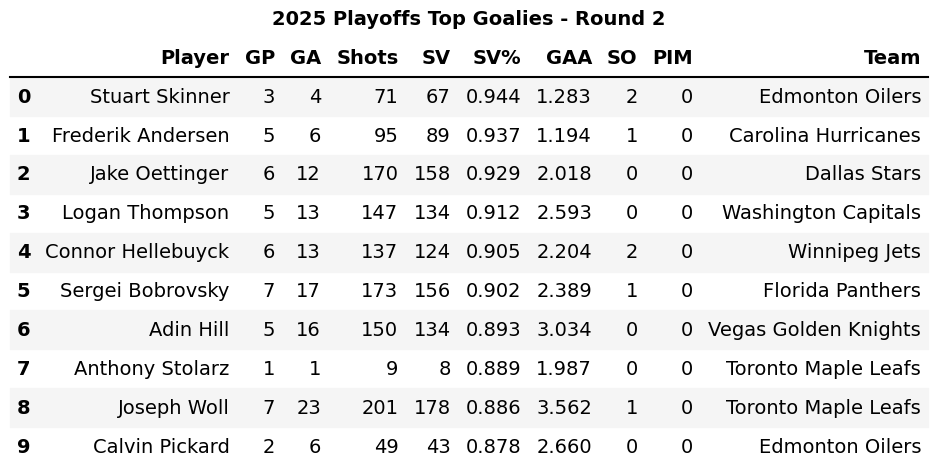 2025 Playoffs Top Goalies - Round 2
Player GP GA Shots SV SV% GAA SO PIM Team
0 Stuart Skinner 3 4 71 67 0.944 1.283 2 0 Edmonton Oilers
1 Frederik Andersen 5 6 95 89 0.937 1.194 1 0 Carolina Hurricanes
2 Jake Oettinger 6 12 170 158 0.929 2.018 0 0 Dallas Stars
3 Logan Thompson 5 13 147 134 0.912 2.593 0 0 Washington Capitals
4 Connor Hellebuyck 6 13 137 124 0.905 2.204 2 0 Winnipeg Jets
5 Sergei Bobrovsky 7 17 173 156 0.902 2.389 1 0 Florida Panthers
6 Adin Hill 5 16 150 134 0.893 3.034 0 0 Vegas Golden Knights
7 Anthony Stolarz 1 1 9 8 0.889 1.987 0 0 Toronto Maple Leafs
8 Joseph Woll 7 23 201 178 0.886 3.562 1 0 Toronto Maple Leafs
9 Calvin Pickard 2 6 49 43 0.878 2.660 0 0 Edmonton Oilers